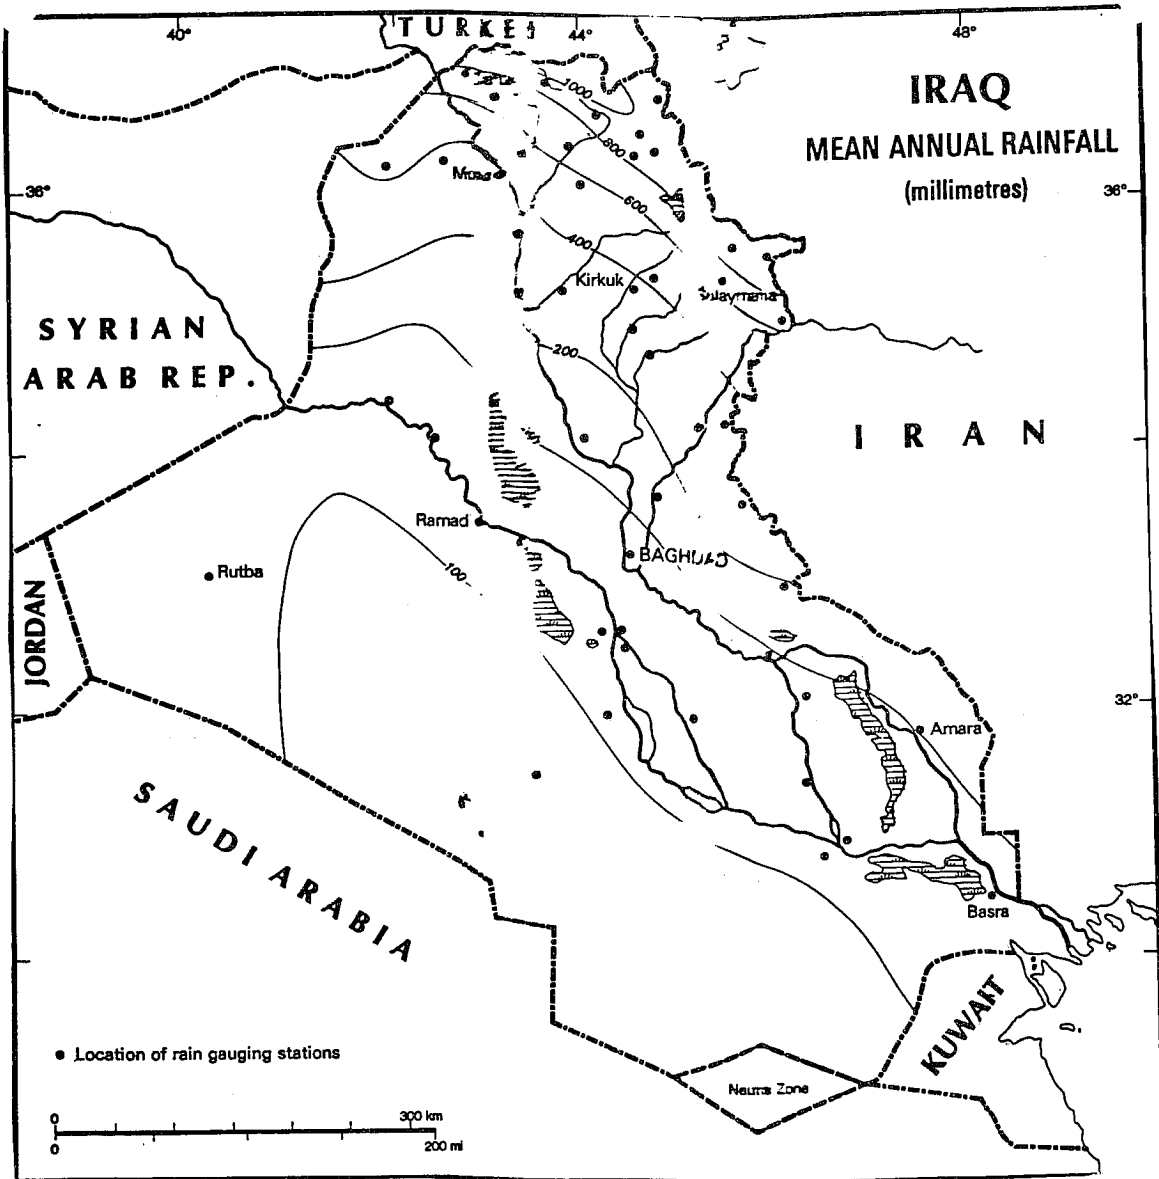 TURKE
40°
44°
48°
IRAQ
MEAN ANNUAL RAINFALL
(millimetres)
1000
800
36°
36°
600
400
Kirkuk
SYRIAN
ARAB REP.
200
IRAN
Ramad
BAGHDAD
100
Rutba
JORDAN
32°
Amara
SAUDI ARABIA
Basra
KUWAIT
Location of rain gauging stations
Zone
0
300 km
0
200 mi